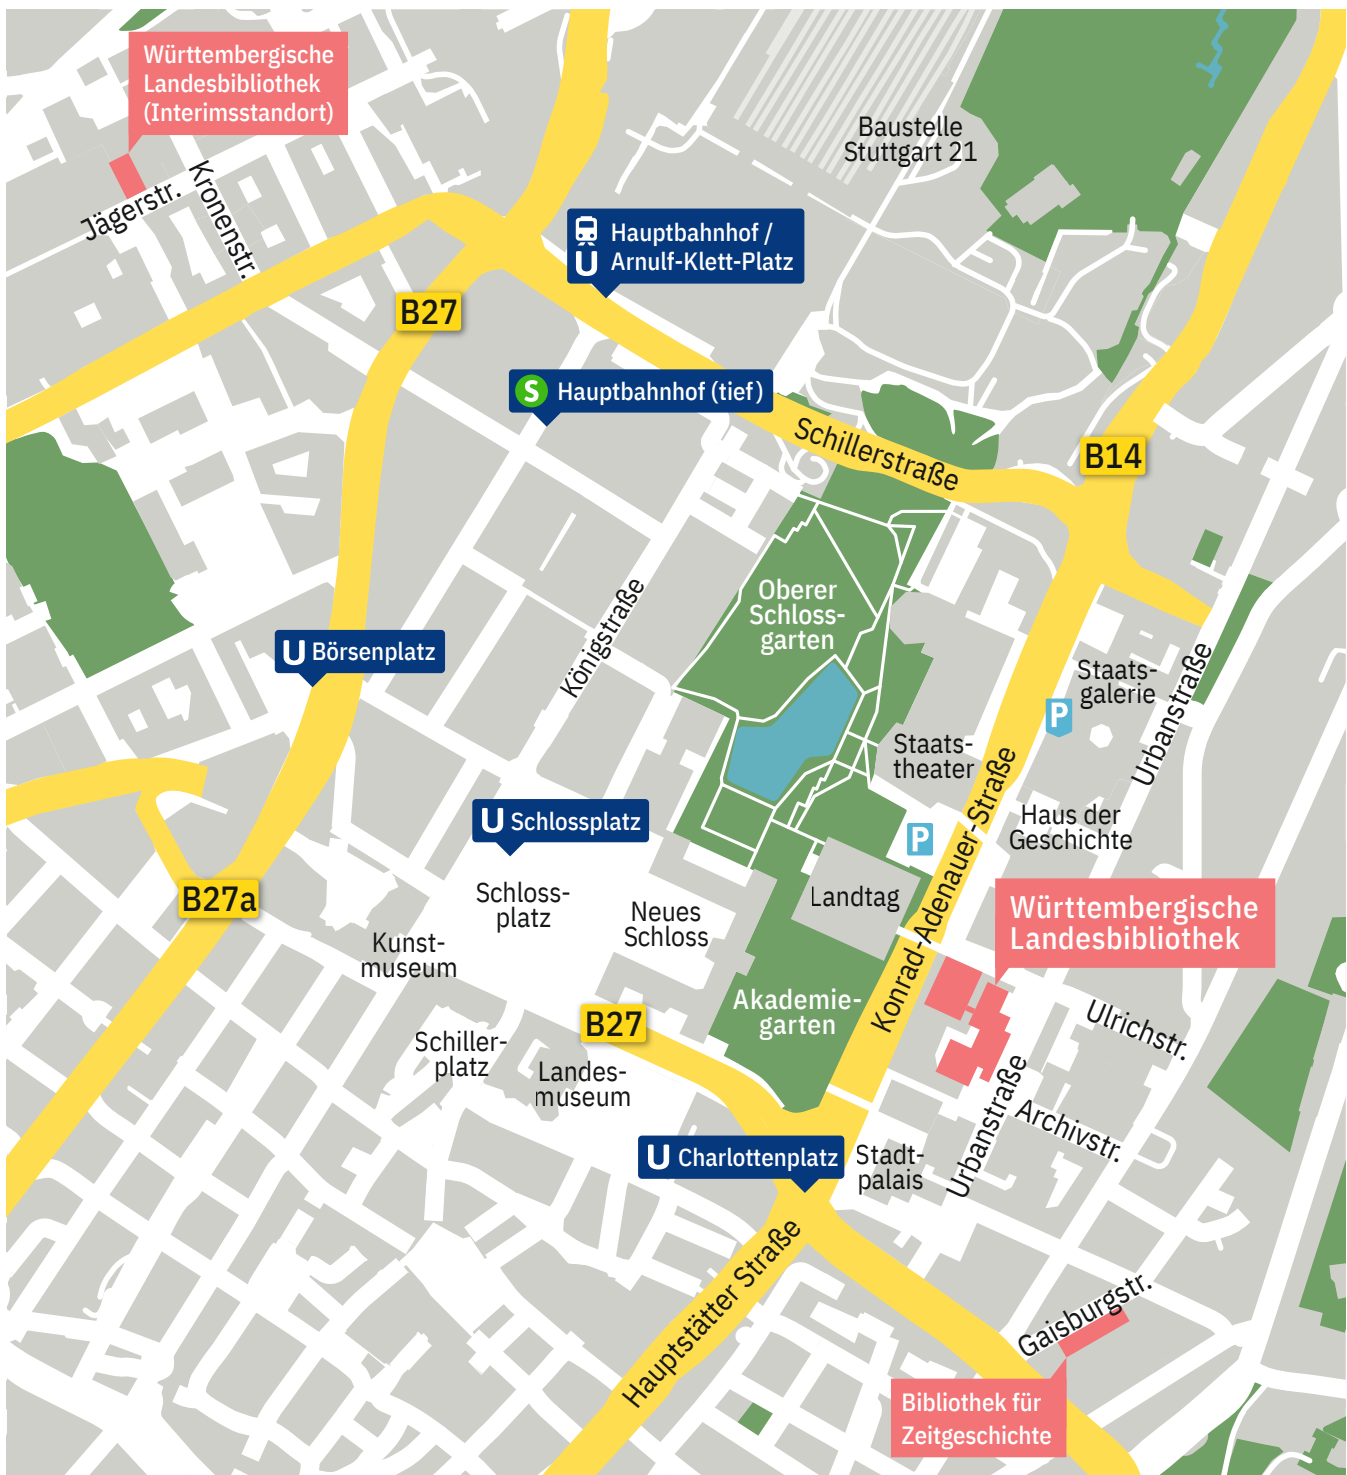 Württembergische
Landesbibliothek
(Interimsstandort)
Baustelle
Stuttgart 21
Jägerstr.
Kronenstr.
Hauptbahnhof /
U Arnulf-Klett-Platz
B27
S Hauptbahnhof (tief)
Schillerstraße
B14
Oberer
Schloss-
garten
Königstraße
U Börsenplatz
Staats-
galerie
P
Urbanstraße
Staats-
theater
Haus der
Geschichte
U Schlossplatz
P
Konrad-Adenauer-Straße
B27a
Schloss-
platz
Landtag
Neues
Schloss
Württembergische
Landesbibliothek
Kunst-
museum
Akademie-
garten
B27
Ulrichstr.
Schiller-
platz
Landes-
museum
Urbanstraße
Archivstr.
U Charlottenplatz
Stadt-
palais
Hauptstätter Straße
Gaisburgstr.
Bibliothek für
Zeitgeschichte